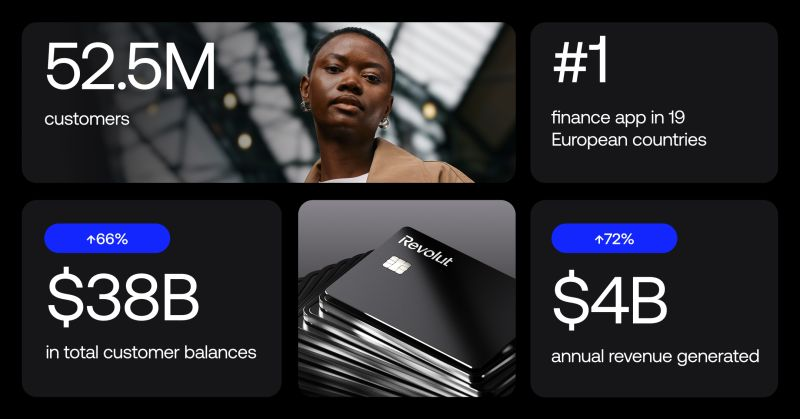 52.5M
customers
#1
finance app in 19
European countries
↑66%
$38B
in total customer balances
Revolut
↑72%
$4B
annual revenue generated